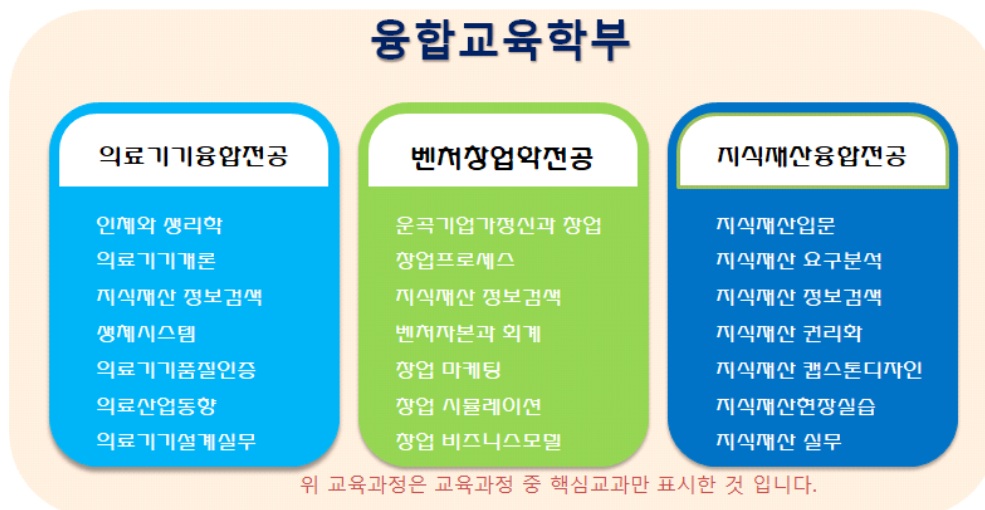 융합교육학부
의료기기융합전공
인체와 생리학
의료기기개론
지식재산 정보검색
생체시스템
의료기기품질인증
의료산업동향
의료기기설계실무
벤처창업학전공
운곡기업가정신과 창업
창업프로세스
지식재산 정보검색
벤처자본과 회계
창업 마케팅
창업 시뮬레이션
창업 비즈니스모델
지식재산융합전공
지식재산입문
지식재산 요구분석
지식재산 정보검색
지식재산 권리화
지식재산 캡스톤디자인
지식재산현장실습
지식재산 실무
위 교육과정은 교육과정 중 핵심교과만 표시한 것 입니다.